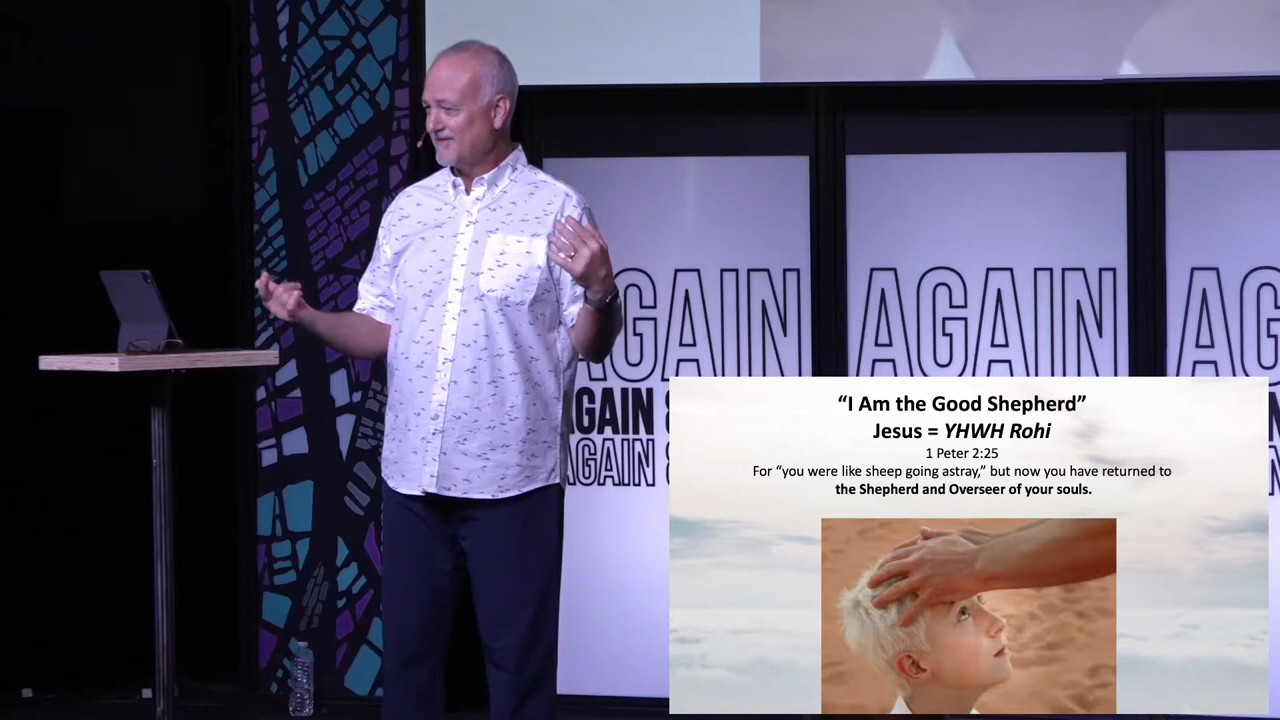 AGAIN
AGAIN
AG
AGAIN &
AGAIN &
“I Am the Good Shepherd”
Jesus = YHWH Rohi
1 Peter 2:25
For “you were like sheep going astray,” but now you have returned to
the Shepherd and Overseer of your souls.